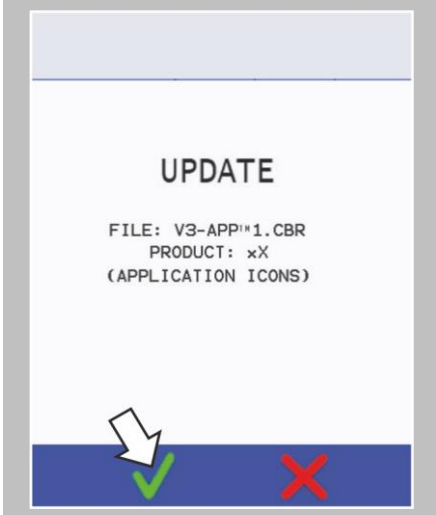 UPDATE
FILE: V3-APP™1.CBR
PRODUCT: xX
(APPLICATION ICONS)